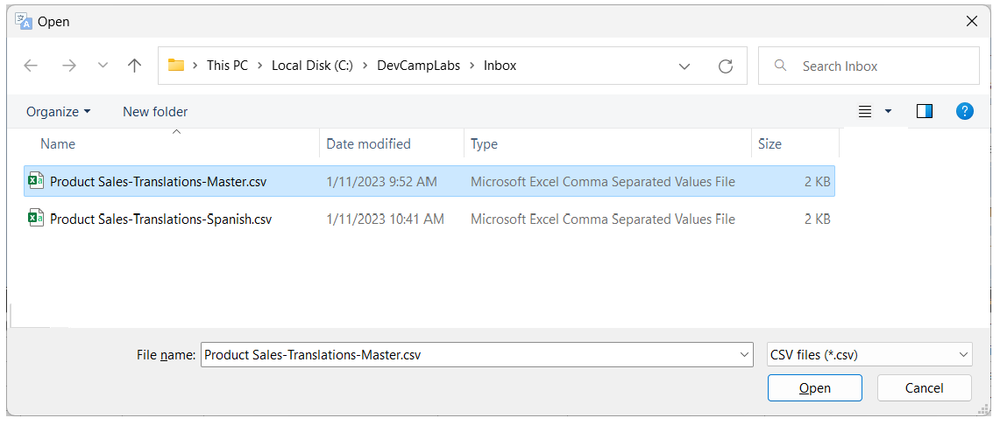 Open
This PC > Local Disk (C:) > DevCampLabs > Inbox
Search Inbox
Organize New folder
Name Date modified Type Size
Product Sales-Translations-Master.csv 1/11/2023 9:52 AM Microsoft Excel Comma Separated Values File 2 KB
Product Sales-Translations-Spanish.csv 1/11/2023 10:41 AM Microsoft Excel Comma Separated Values File 2 KB
File name: Product Sales-Translations-Master.csv CSV files (*.csv)
Open Cancel